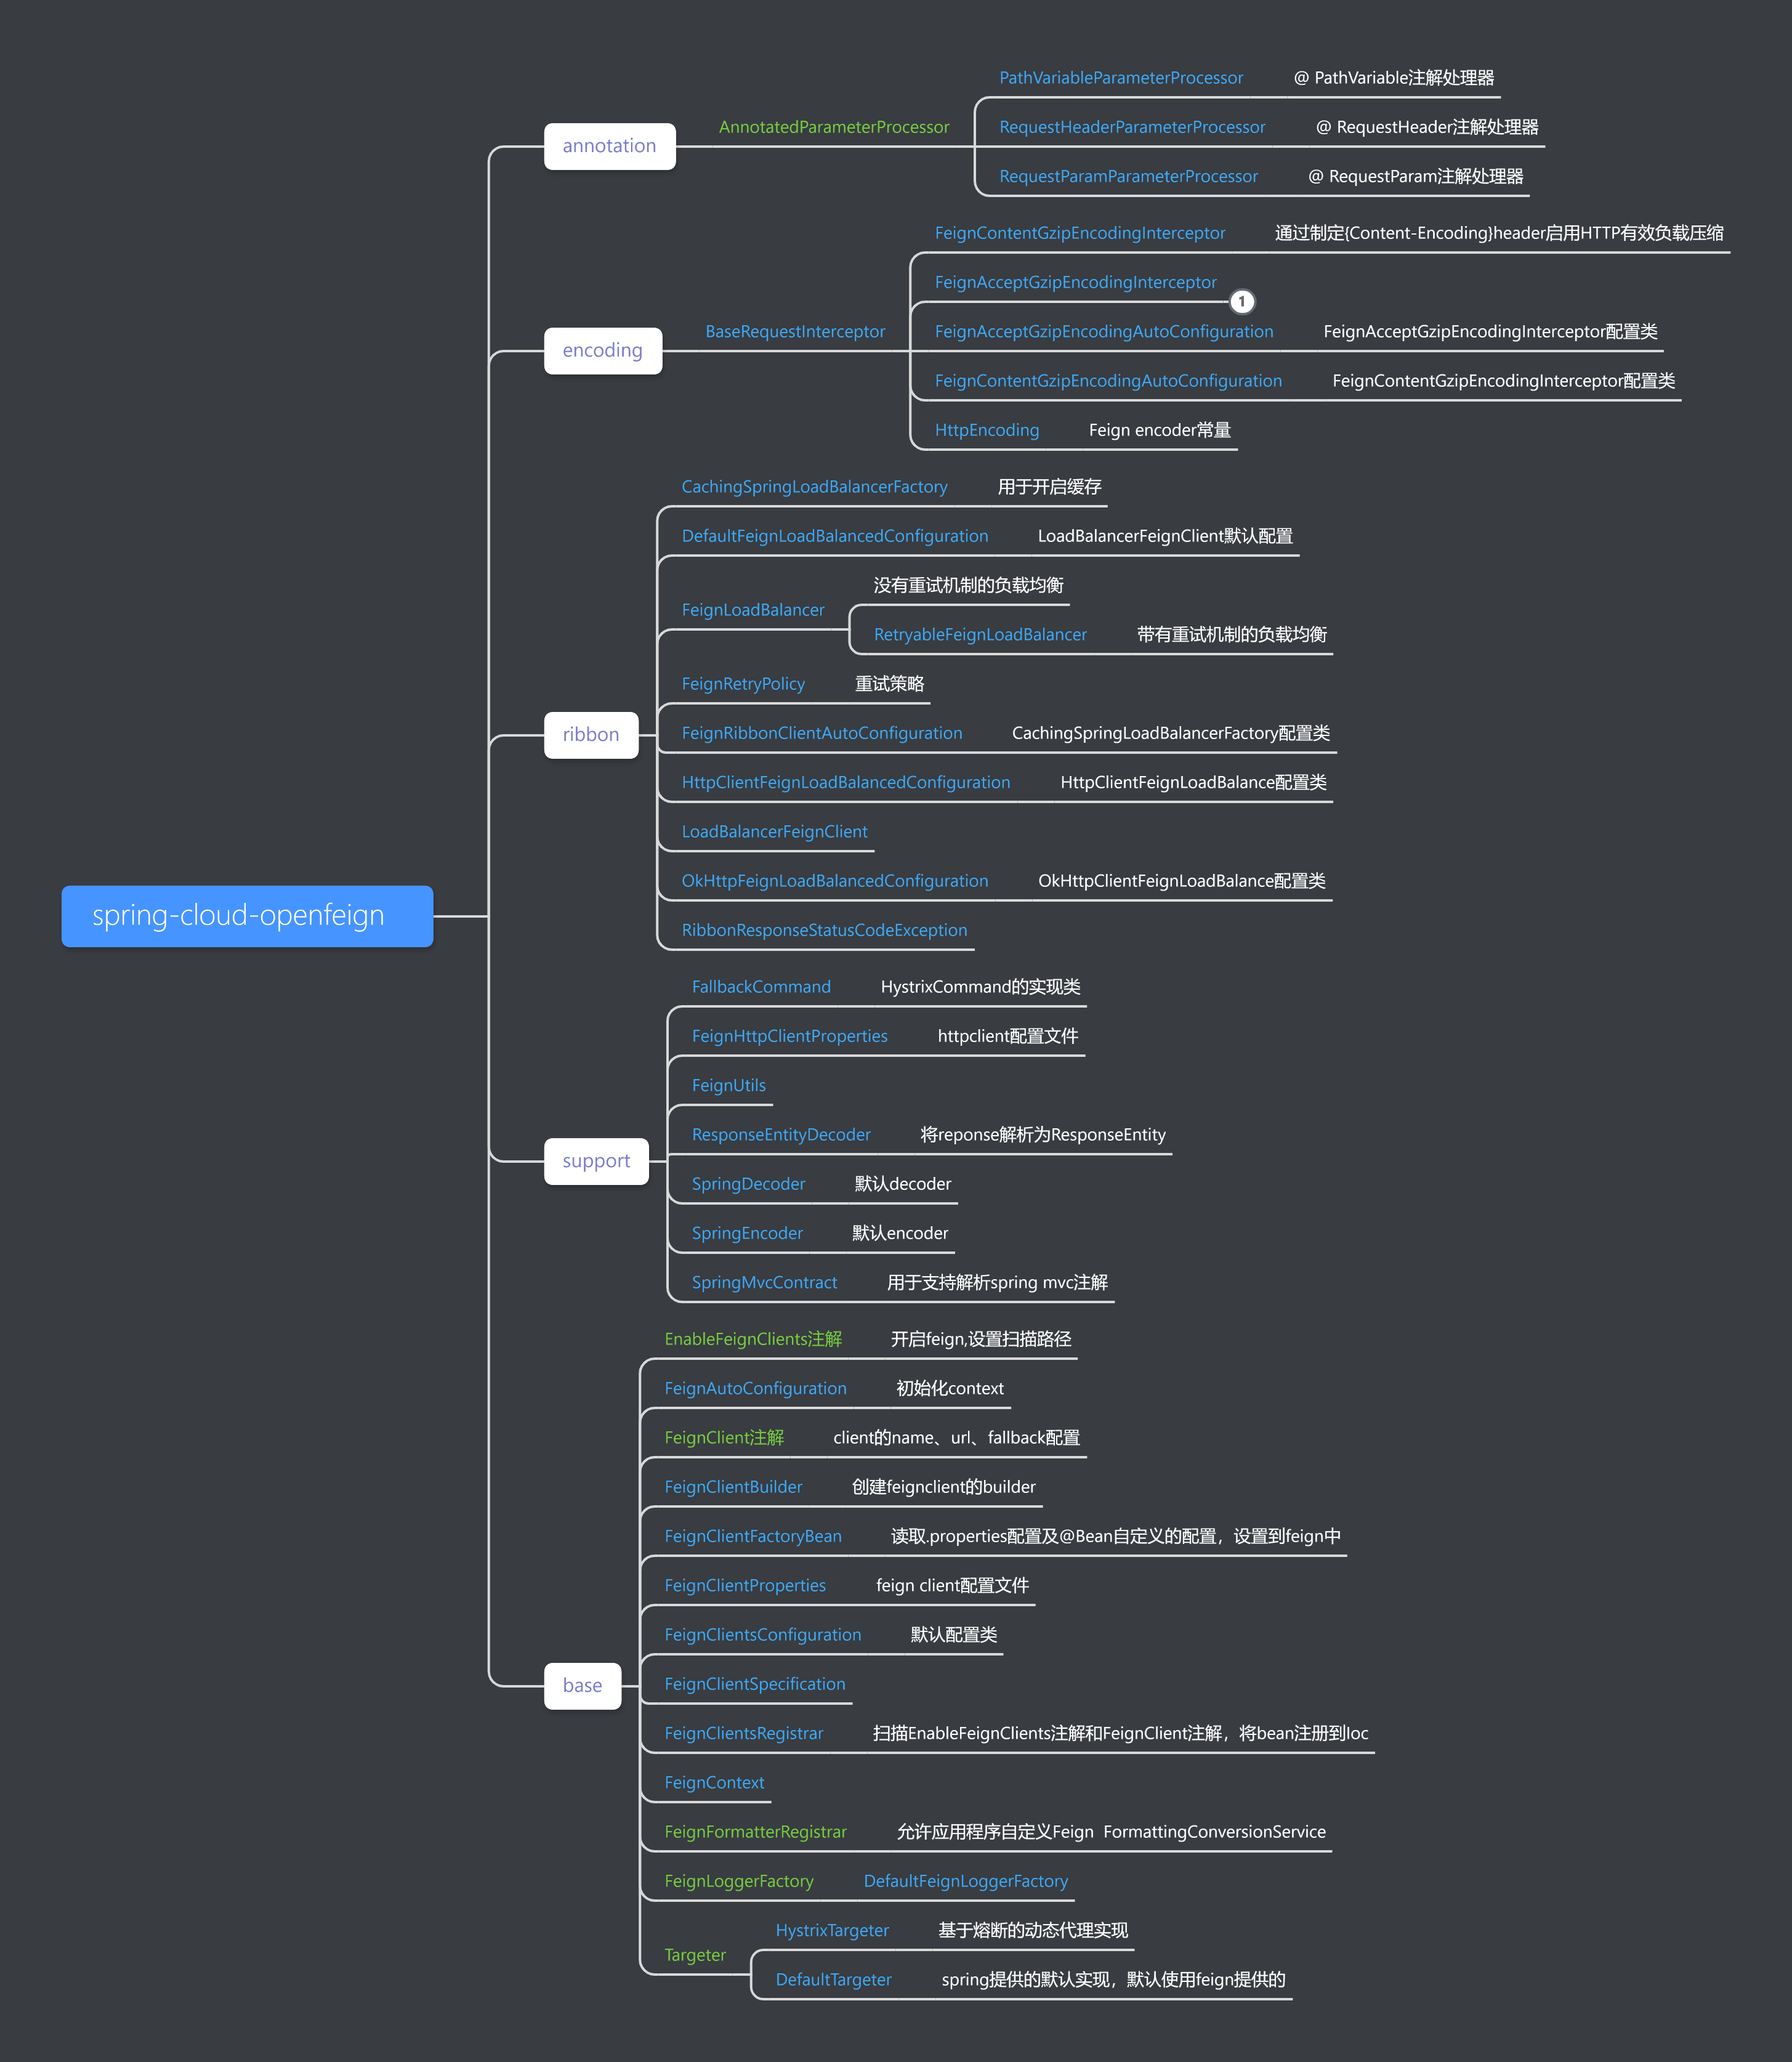 spring-cloud-openfeign
annotation
AnnotatedParameterProcessor
PathVariableParameterProcessor @ PathVariable注解处理器
RequestHeaderParameterProcessor @ RequestHeader注解处理器
RequestParamParameterProcessor @ RequestParam注解处理器
encoding
BaseRequestInterceptor
FeignContentGzipEncodingInterceptor 通过制定{Content-Encoding}header启用HTTP有效负载压缩
FeignAcceptGzipEncodingInterceptor 1
FeignAcceptGzipEncodingAutoConfiguration FeignAcceptGzipEncodingInterceptor配置类
FeignContentGzipEncodingAutoConfiguration FeignContentGzipEncodingInterceptor配置类
HttpEncoding Feign encoder常量
ribbon
CachingSpringLoadBalancerFactory 用于开启缓存
DefaultFeignLoadBalancedConfiguration LoadBalancerFeignClient默认配置
FeignLoadBalancer
没有重试机制的负载均衡
RetryableFeignLoadBalancer 带有重试机制的负载均衡
FeignRetryPolicy 重试策略
FeignRibbonClientAutoConfiguration CachingSpringLoadBalancerFactory配置类
HttpClientFeignLoadBalancedConfiguration HttpClientFeignLoadBalance配置类
LoadBalancerFeignClient
OkHttpFeignLoadBalancedConfiguration OkHttpClientFeignLoadBalance配置类
RibbonResponseStatusCodeException
support
FallbackCommand HystrixCommand的实现类
FeignHttpClientProperties httpclient配置文件
FeignUtils
ResponseEntityDecoder 将reponse解析为ResponseEntity
SpringDecoder 默认decoder
SpringEncoder 默认encoder
SpringMvcContract 用于支持解析spring mvc注解
base
EnableFeignClients注解 开启feign,设置扫描路径
FeignAutoConfiguration 初始化context
FeignClient注解 client的name、url、fallback配置
FeignClientBuilder 创建feignclient的builder
FeignClientFactoryBean 读取.properties配置及@Bean自定义的配置，设置到feign中
FeignClientProperties feign client配置文件
FeignClientsConfiguration 默认配置类
FeignClientSpecification
FeignClientsRegistrar 扫描EnableFeignClients注解和FeignClient注解，将bean注册到Ioc
FeignContext
FeignFormatterRegistrar 允许应用程序自定义Feign  FormattingConversionService
FeignLoggerFactory DefaultFeignLoggerFactory
Targeter
HystrixTargeter 基于熔断的动态代理实现
DefaultTargeter spring提供的默认实现，默认使用feign提供的